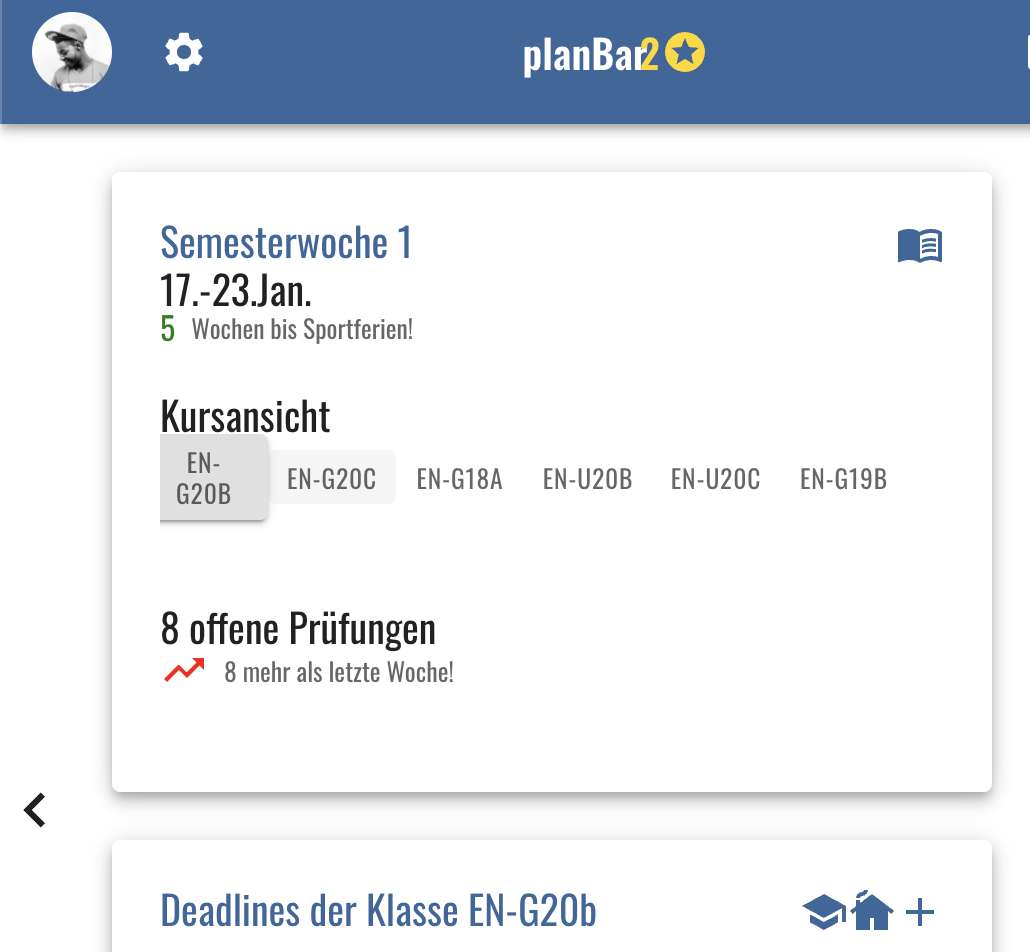 planBar2
Semesterwoche 1
17.-23.Jan.
5 Wochen bis Sportferien!
Kursansicht
EN-
G20B
EN-G20C EN-G18A EN-U20B EN-U20C EN-G19B
8 offene Prüfungen
8 mehr als letzte Woche!
Deadlines der Klasse EN-G20b